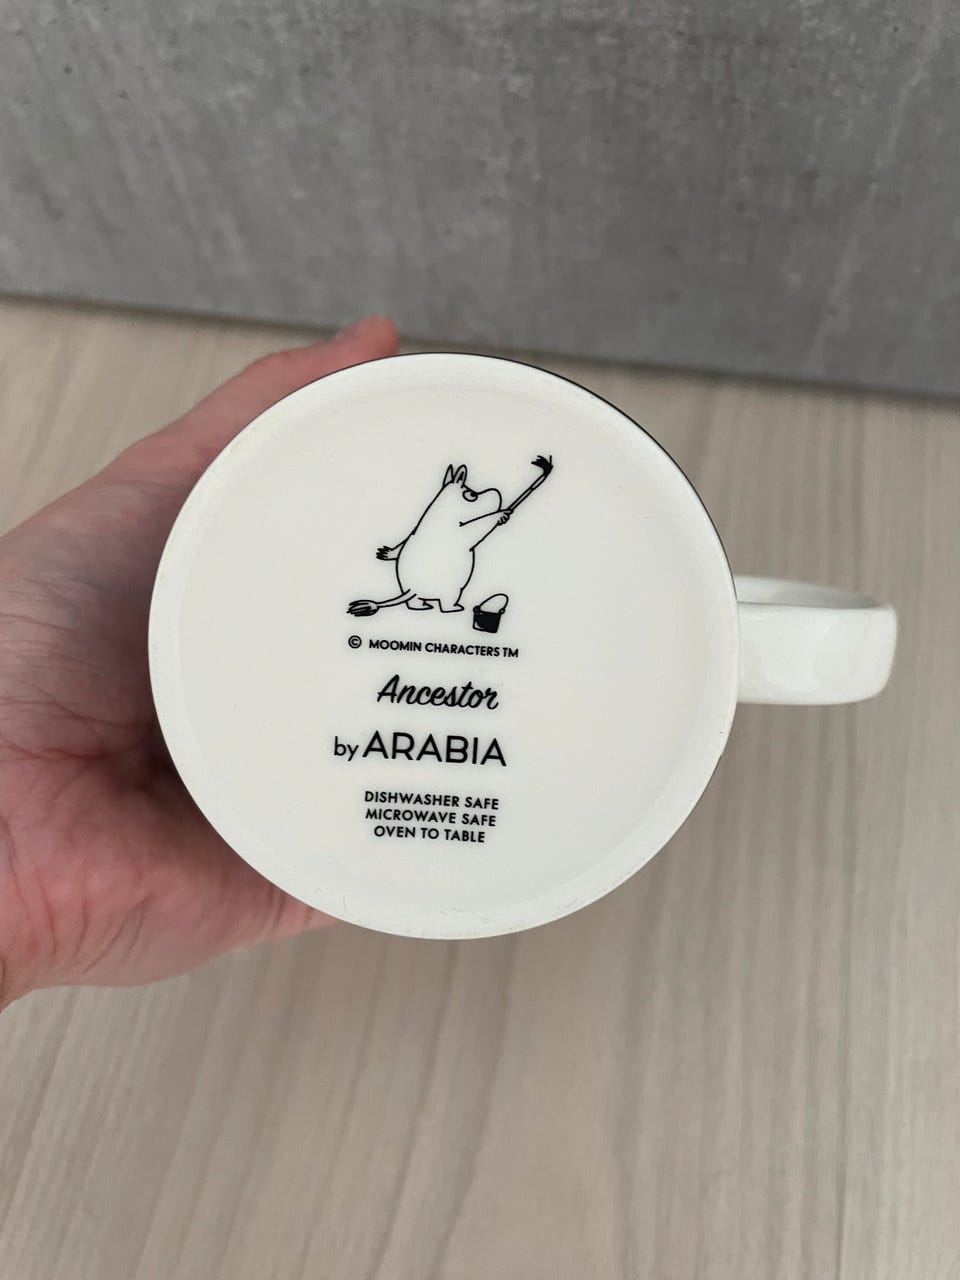 © MOOMIN CHARACTERS TM
Ancestor
by ARABIA
DISHWASHER SAFE
MICROWAVE SAFE
OVEN TO TABLE